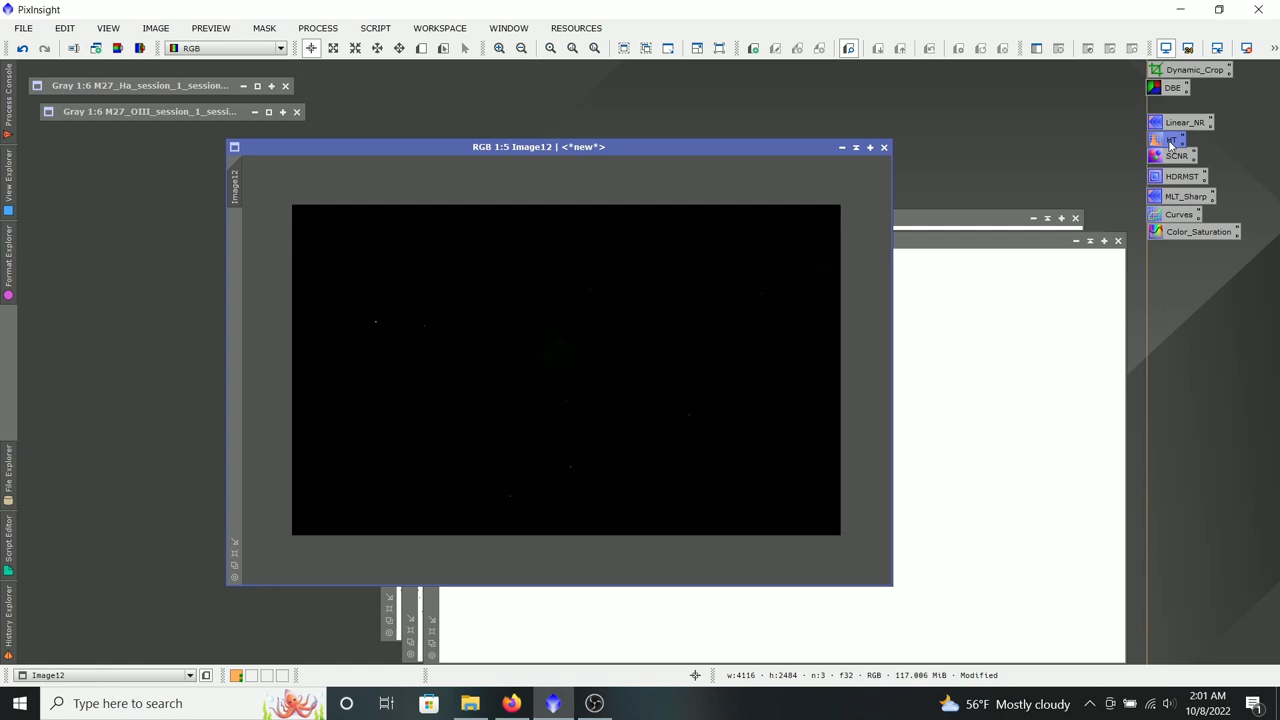 PixInsight
FILE EDIT VIEW IMAGE PREVIEW MASK PROCESS SCRIPT WORKSPACE WINDOW RESOURCES
RGB
Process Console
View Explorer
Format Explorer
File Explorer
Script Editor
History Explorer
Gray 1:6 M27_Ha_session_1_session...
Gray 1:6 M27_OIII_session_1_sessi...
RGB 1:5 Image12 | <*new*>
Image12
Dynamic_Crop
DBE
Linear_NR
HT
SCNR
HDRMST
MLT_Sharp
Curves
Color_Saturation
Image12
w:4116 · h:2484 · n:3 · f32 · RGB · 117.006 MiB · Modified
Type here to search
56°F Mostly cloudy
2:01 AM
10/8/2022
1